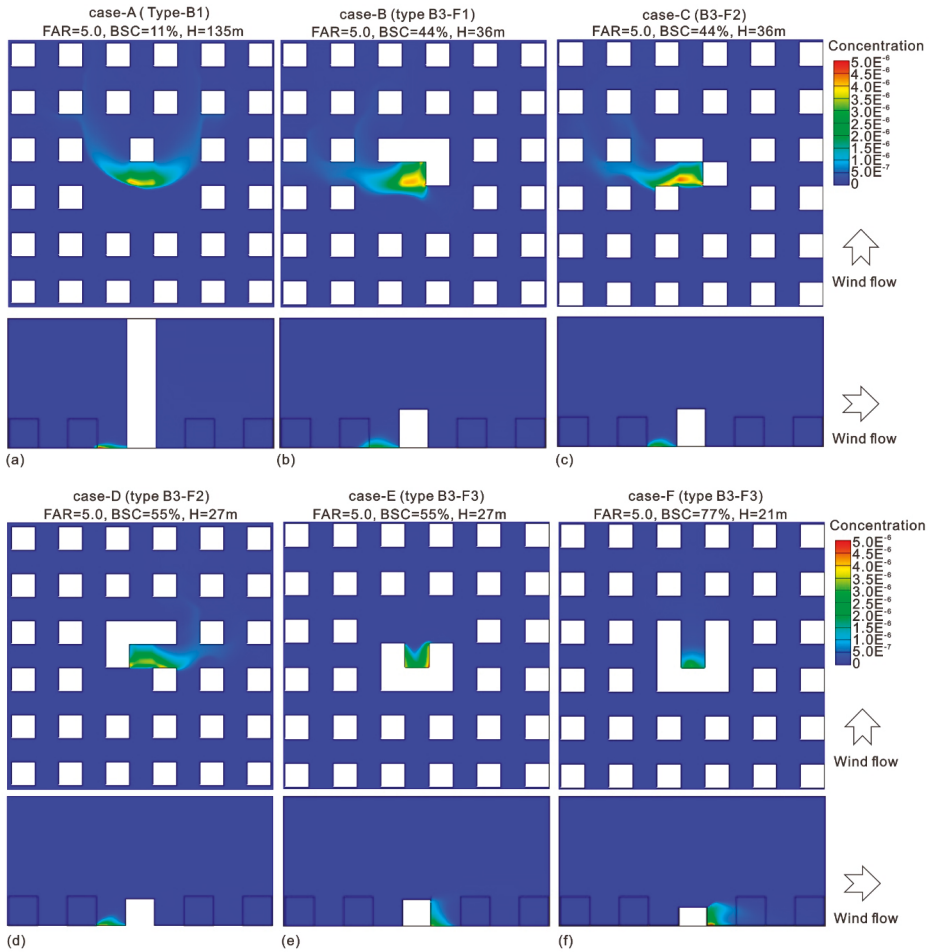 case-A ( Type-B1)
FAR=5.0, BSC=11%, H=135m
case-B (type B3-F1)
FAR=5.0, BSC=44%, H=36m
case-C (B3-F2)
FAR=5.0, BSC=44%, H=36m
Concentration
5.0E-6
4.5E-6
4.0E-6
3.5E-6
3.0E-6
2.5E-6
2.0E-6
1.5E-6
1.0E-6
5.0E-7
0
Wind flow
Wind flow
(a)
(b)
(c)
case-D (type B3-F2)
FAR=5.0, BSC=55%, H=27m
case-E (type B3-F3)
FAR=5.0, BSC=55%, H=27m
case-F (type B3-F3)
FAR=5.0, BSC=77%, H=21m
Concentration
5.0E-6
4.5E-6
4.0E-6
3.5E-6
3.0E-6
2.5E-6
2.0E-6
1.5E-6
1.0E-6
5.0E-7
0
Wind flow
Wind flow
(d)
(e)
(f)